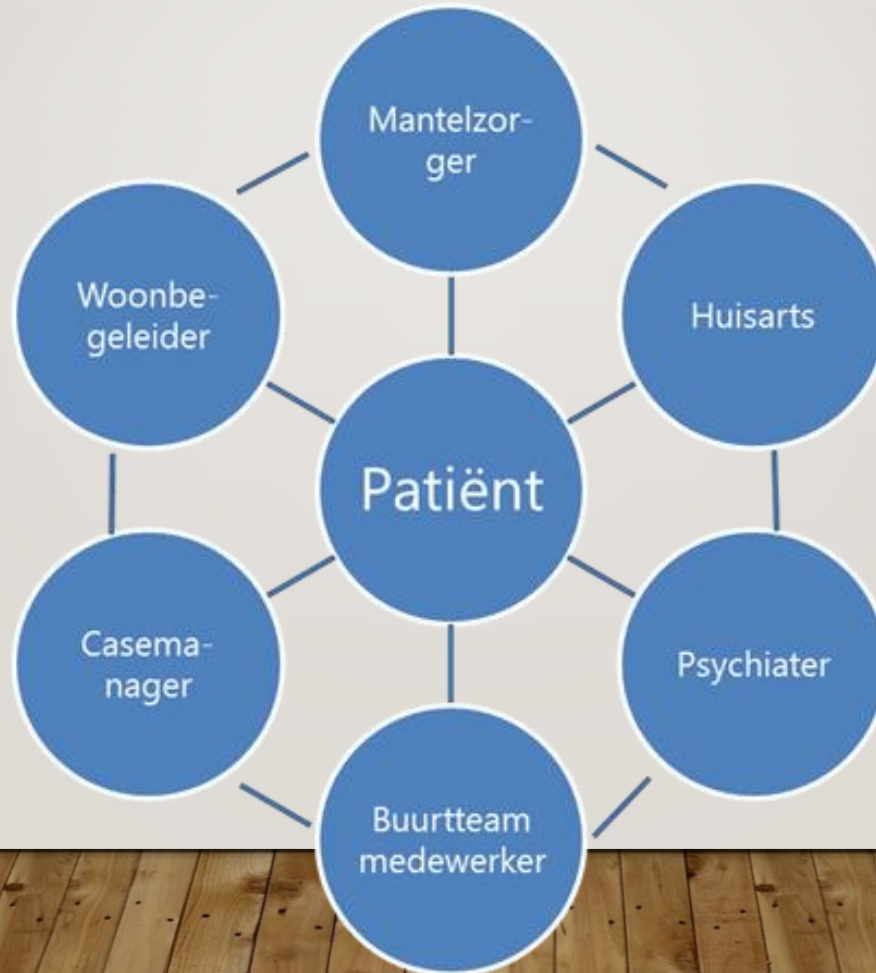 Mantelzor-
ger
Woonbe-
geleider
Huisarts
Patiënt
Casema-
nager
Psychiater
Buurtteam
medewerker